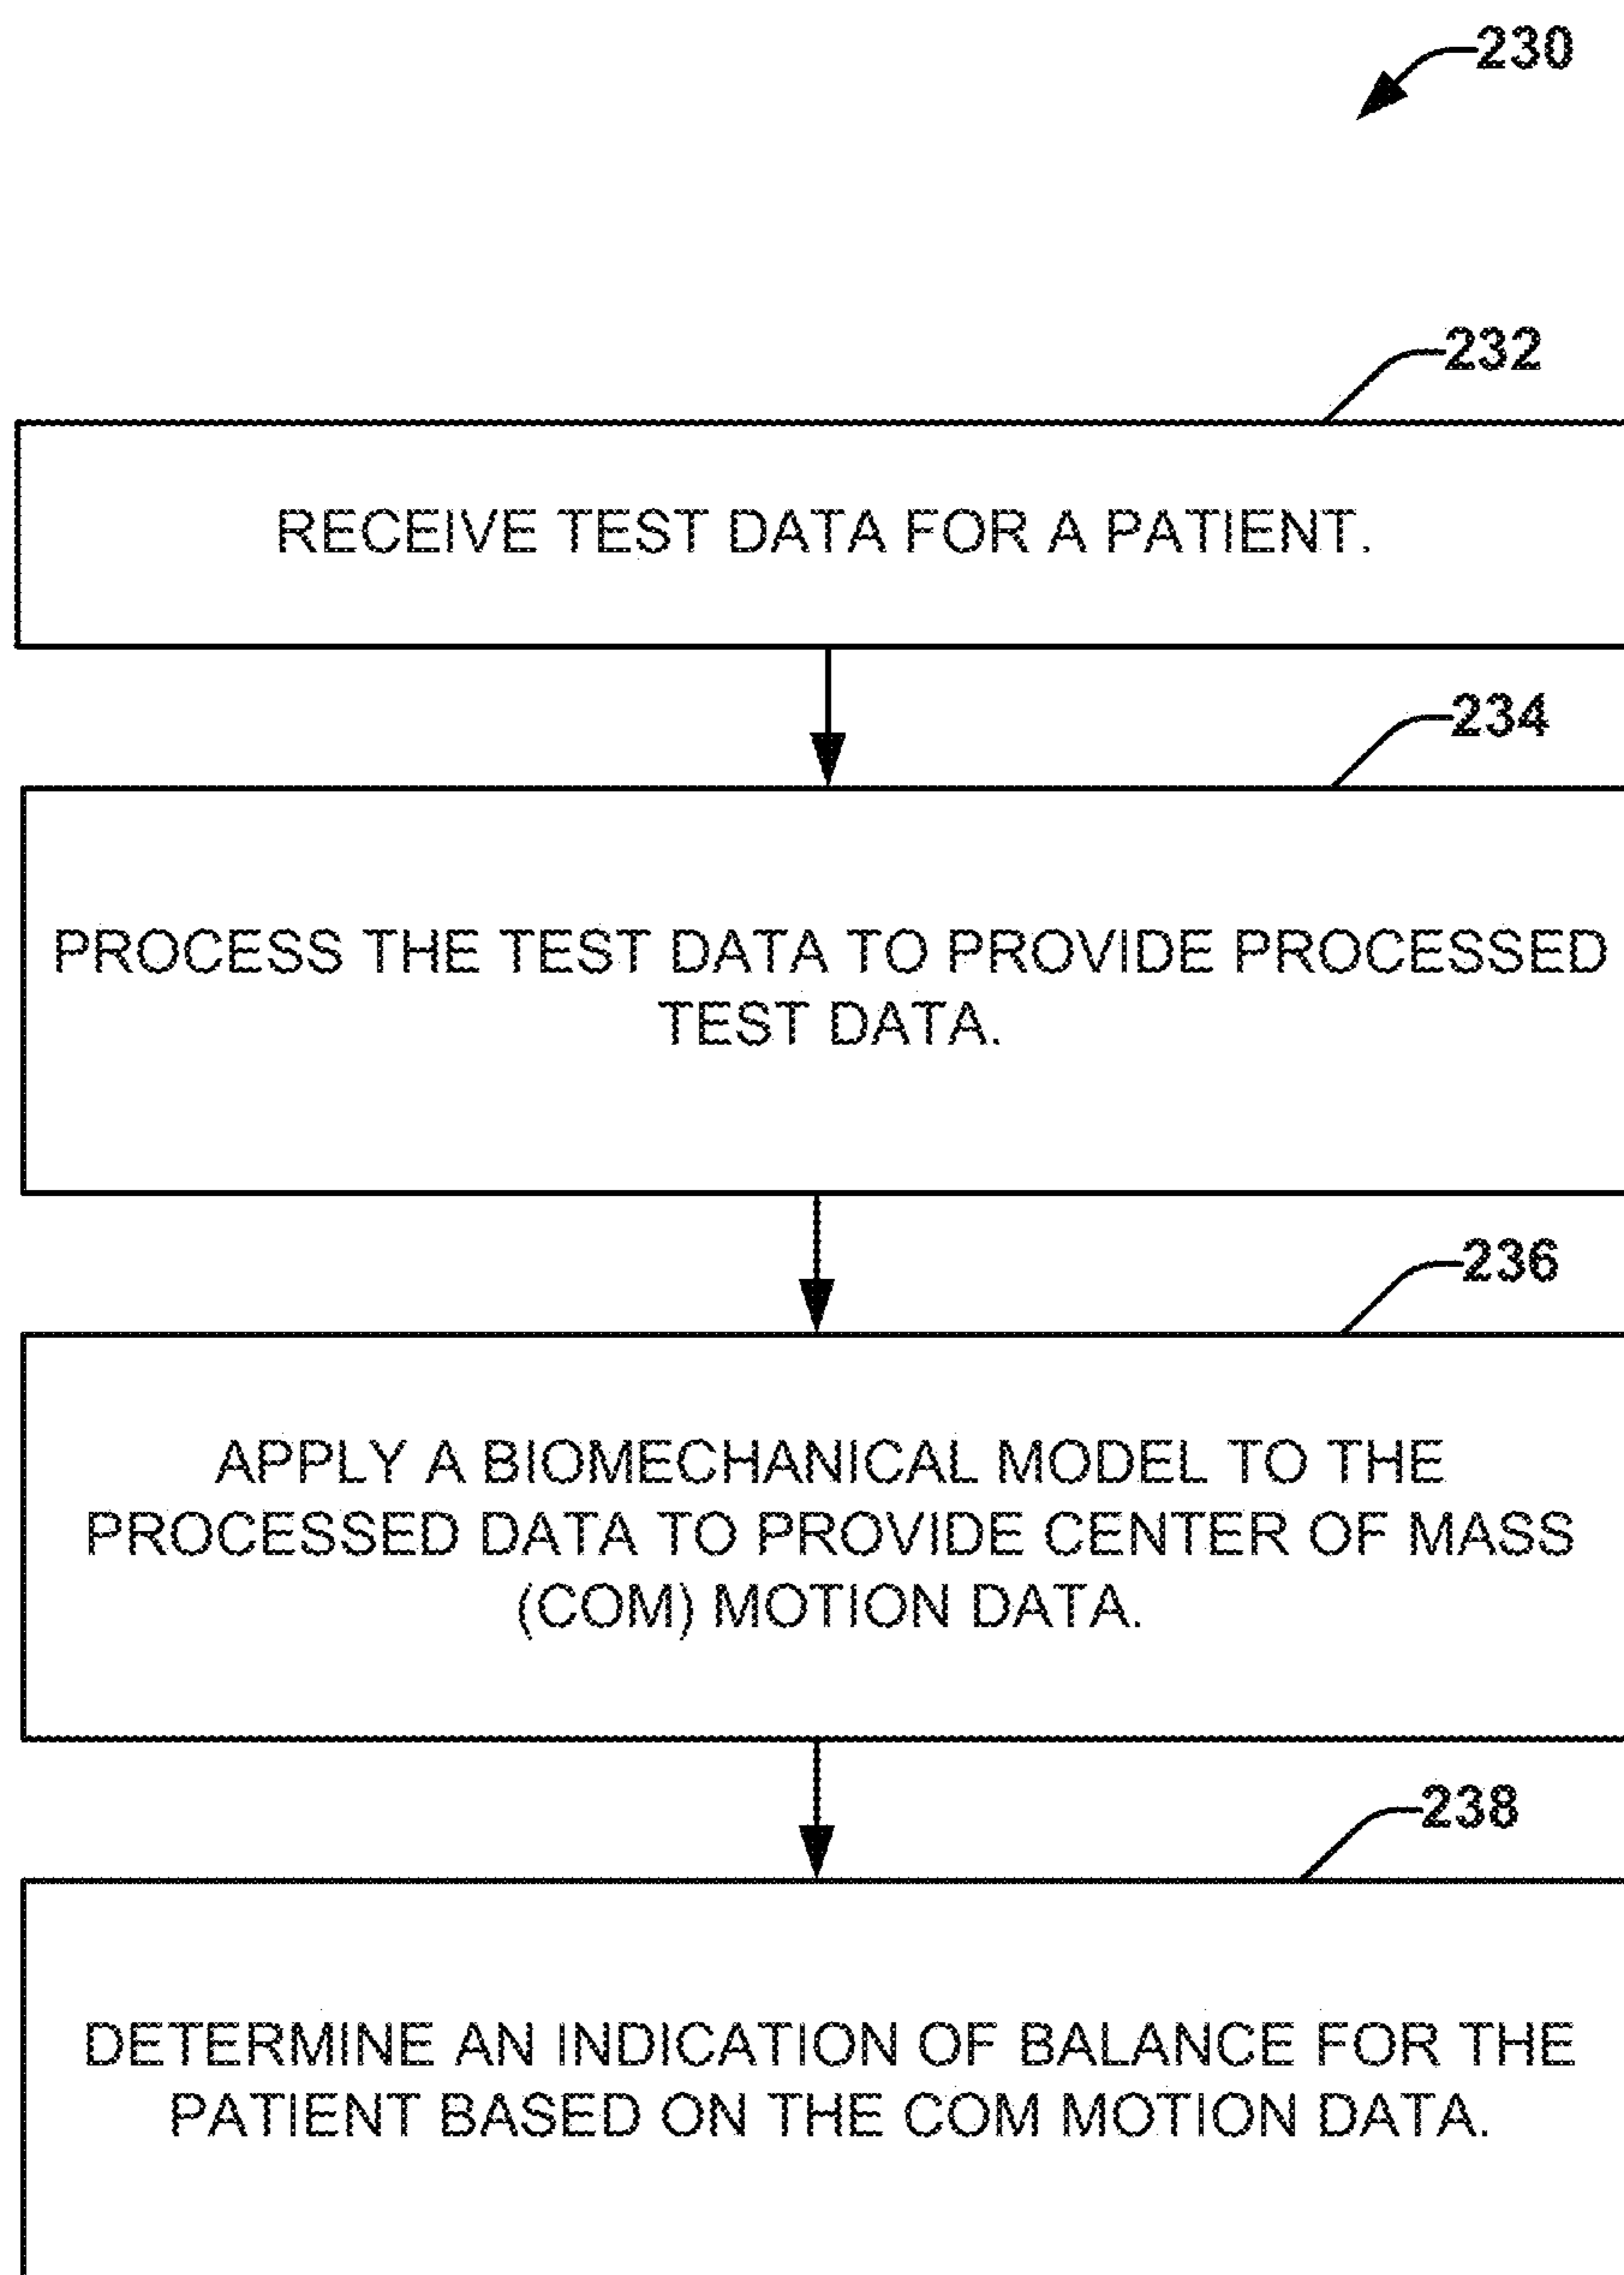 230
232
RECEIVE TEST DATA FOR A PATIENT.
234
PROCESS THE TEST DATA TO PROVIDE PROCESSED
TEST DATA.
236
APPLY A BIOMECHANICAL MODEL TO THE
PROCESSED DATA TO PROVIDE CENTER OF MASS
(COM) MOTION DATA.
238
DETERMINE AN INDICATION OF BALANCE FOR THE
PATIENT BASED ON THE COM MOTION DATA.